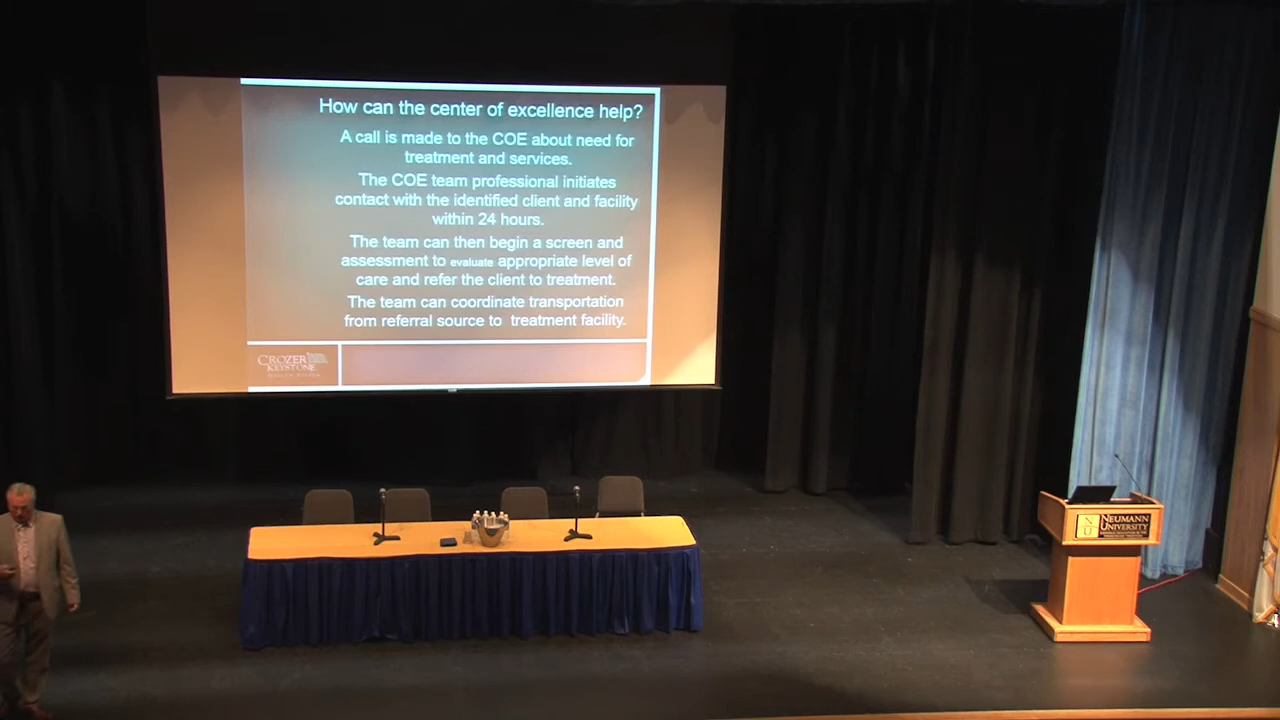 How can the center of excellence help?
A call is made to the COE about need for
treatment and services.
The COE team professional initiates
contact with the identified client and facility
within 24 hours.
The team can then begin a screen and
assessment to evaluate appropriate level of
care and refer the client to treatment.
The team can coordinate transportation
from referral source to treatment facility.
CROZER
KEYSTONE
NU
NEUMANN
UNIVERSITY